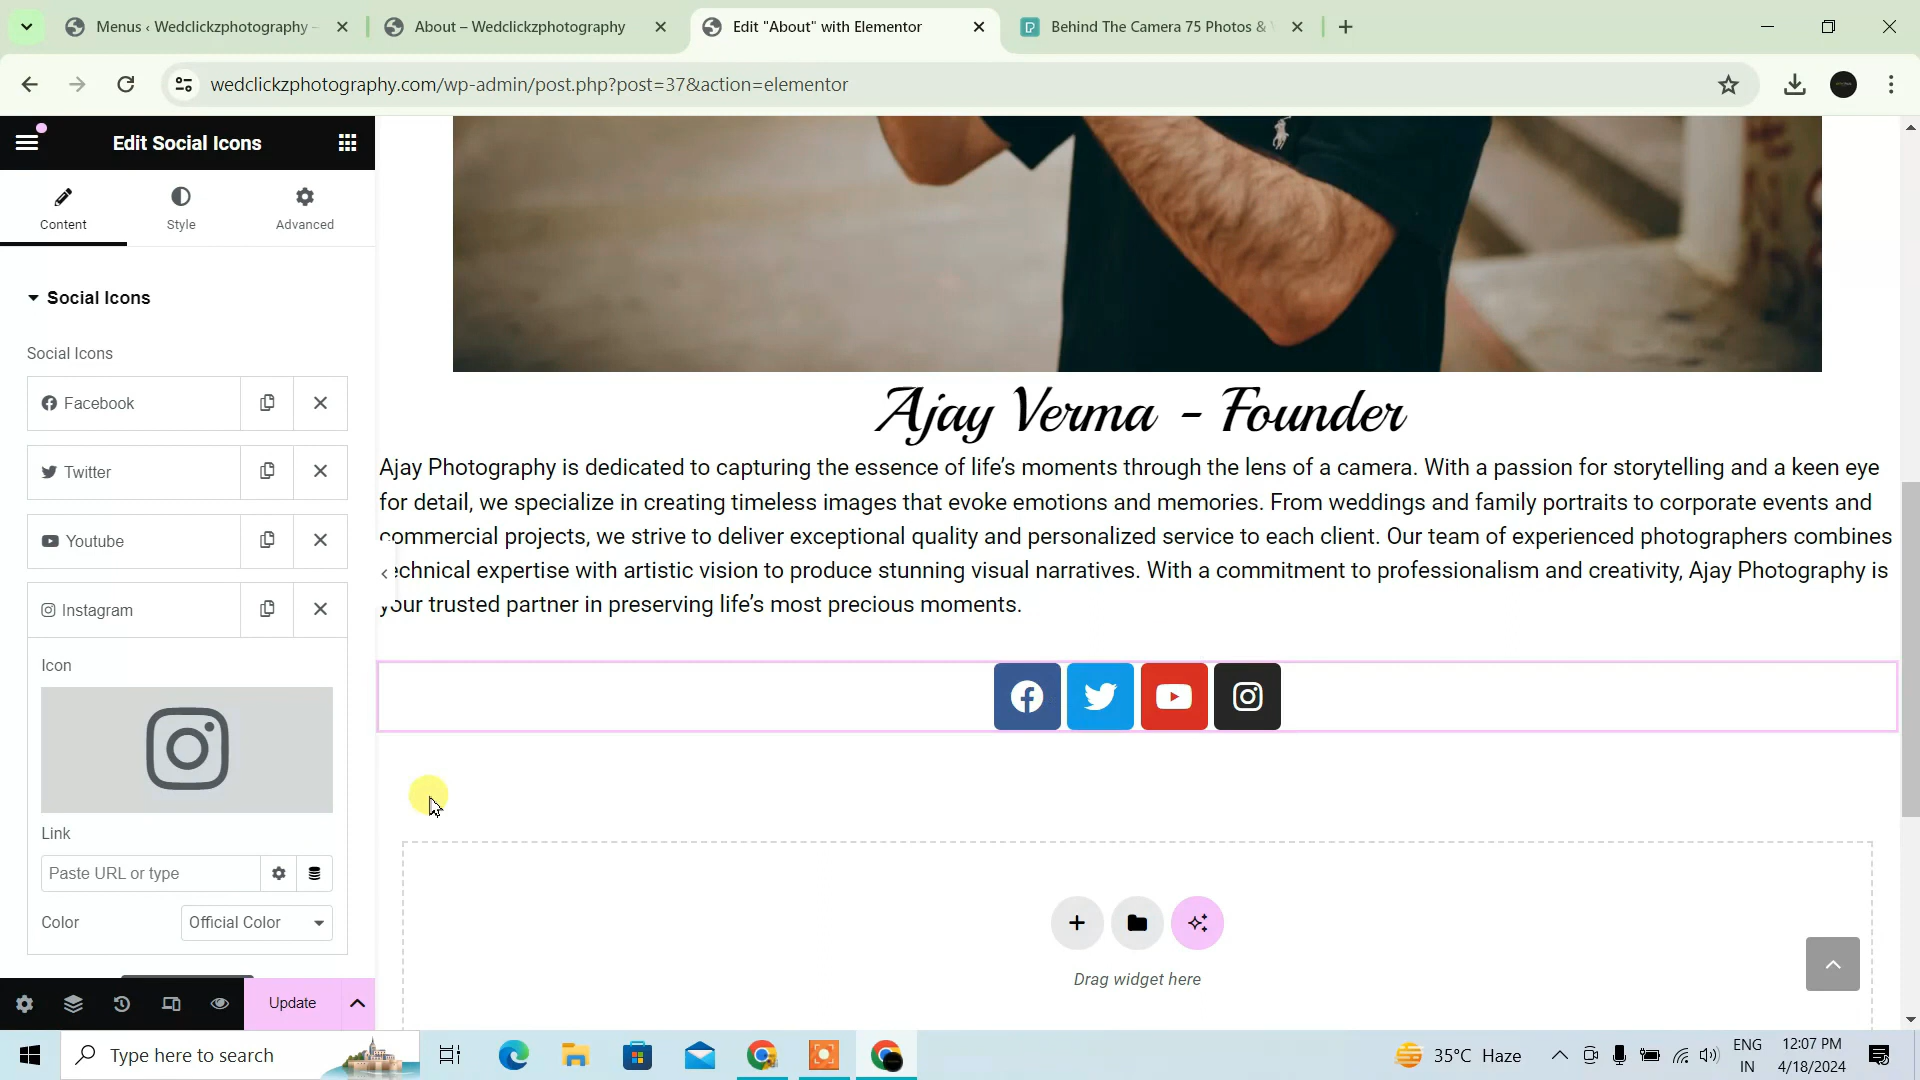 Menus ‹ Wedclickzphotography –
About – Wedclickzphotography
Edit "About" with Elementor
Behind The Camera 75 Photos &
wedclickzphotography.com/wp-admin/post.php?post=37&action=elementor
Edit Social Icons
Content
Style
Advanced
Social Icons
Social Icons
Facebook
Twitter
Youtube
Instagram
Icon
Link
Paste URL or type
Color
Official Color
Update
Ajay Verma - Founder
Ajay Photography is dedicated to capturing the essence of life’s moments through the lens of a camera. With a passion for storytelling and a keen eye
for detail, we specialize in creating timeless images that evoke emotions and memories. From weddings and family portraits to corporate events and
commercial projects, we strive to deliver exceptional quality and personalized service to each client. Our team of experienced photographers combines
echnical expertise with artistic vision to produce stunning visual narratives. With a commitment to professionalism and creativity, Ajay Photography is
your trusted partner in preserving life’s most precious moments.
Drag widget here
Type here to search
35°C Haze
ENG
IN
12:07 PM
4/18/2024